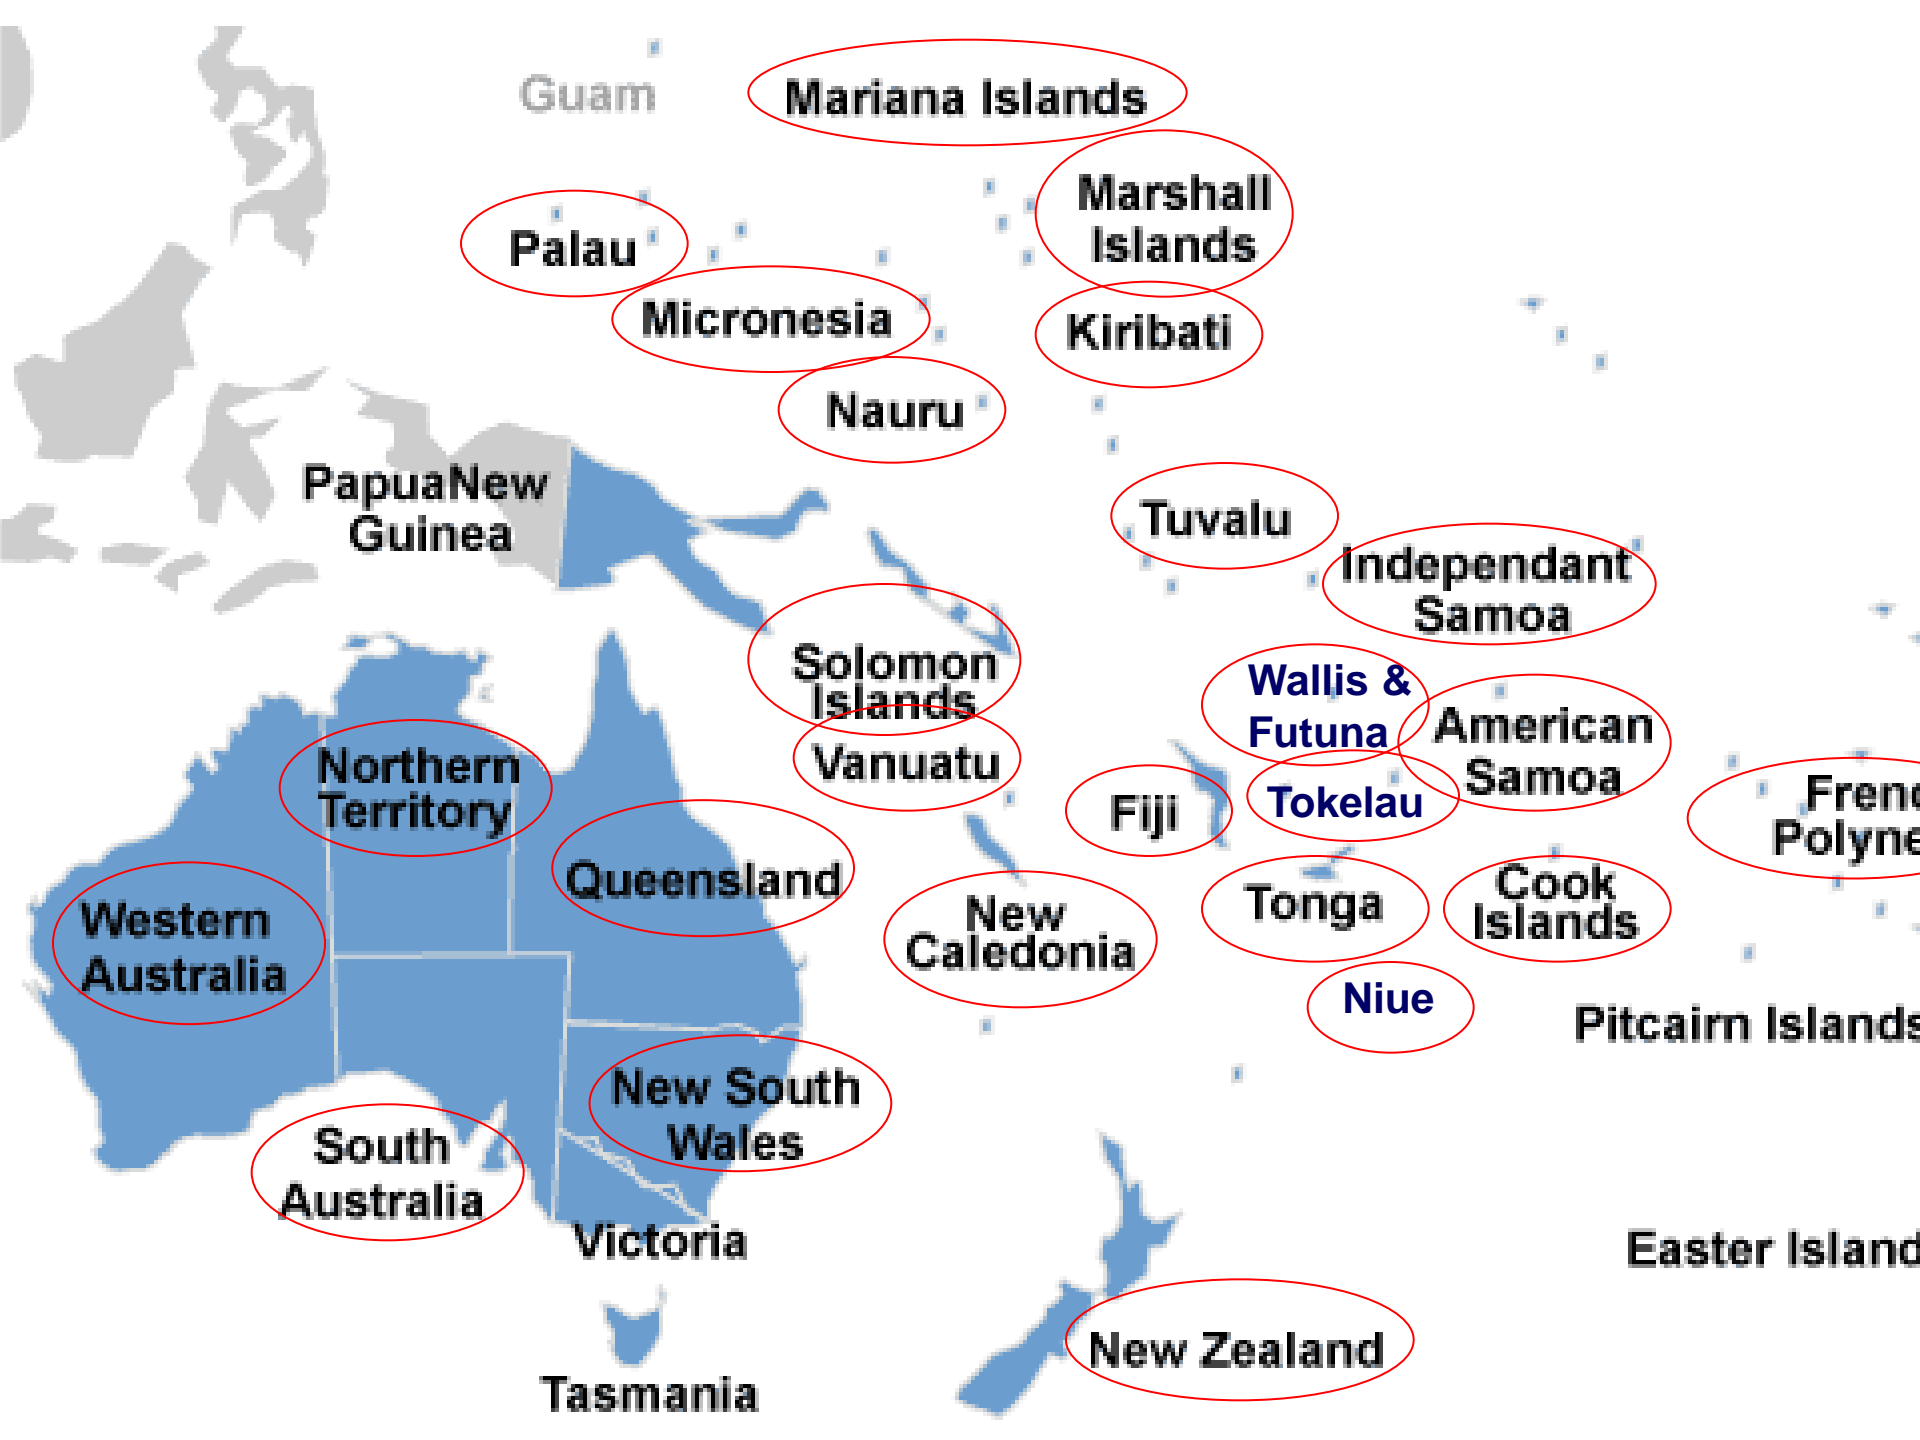 Guam
Mariana Islands
Marshall
Islands
Palau
Micronesia
Kiribati
Nauru
PapuaNew
Guinea
Tuvalu
Independant
Samoa
Solomon
Islands
Wallis &
Futuna
American
Samoa
Vanuatu
Northern
Territory
Fiji
Tokelau
Frenc
Polyne
Queensland
Western
Australia
New
Caledonia
Tonga
Cook
Islands
Niue
Pitcairn Islands
New South
Wales
South
Australia
Victoria
Easter Island
New Zealand
Tasmania